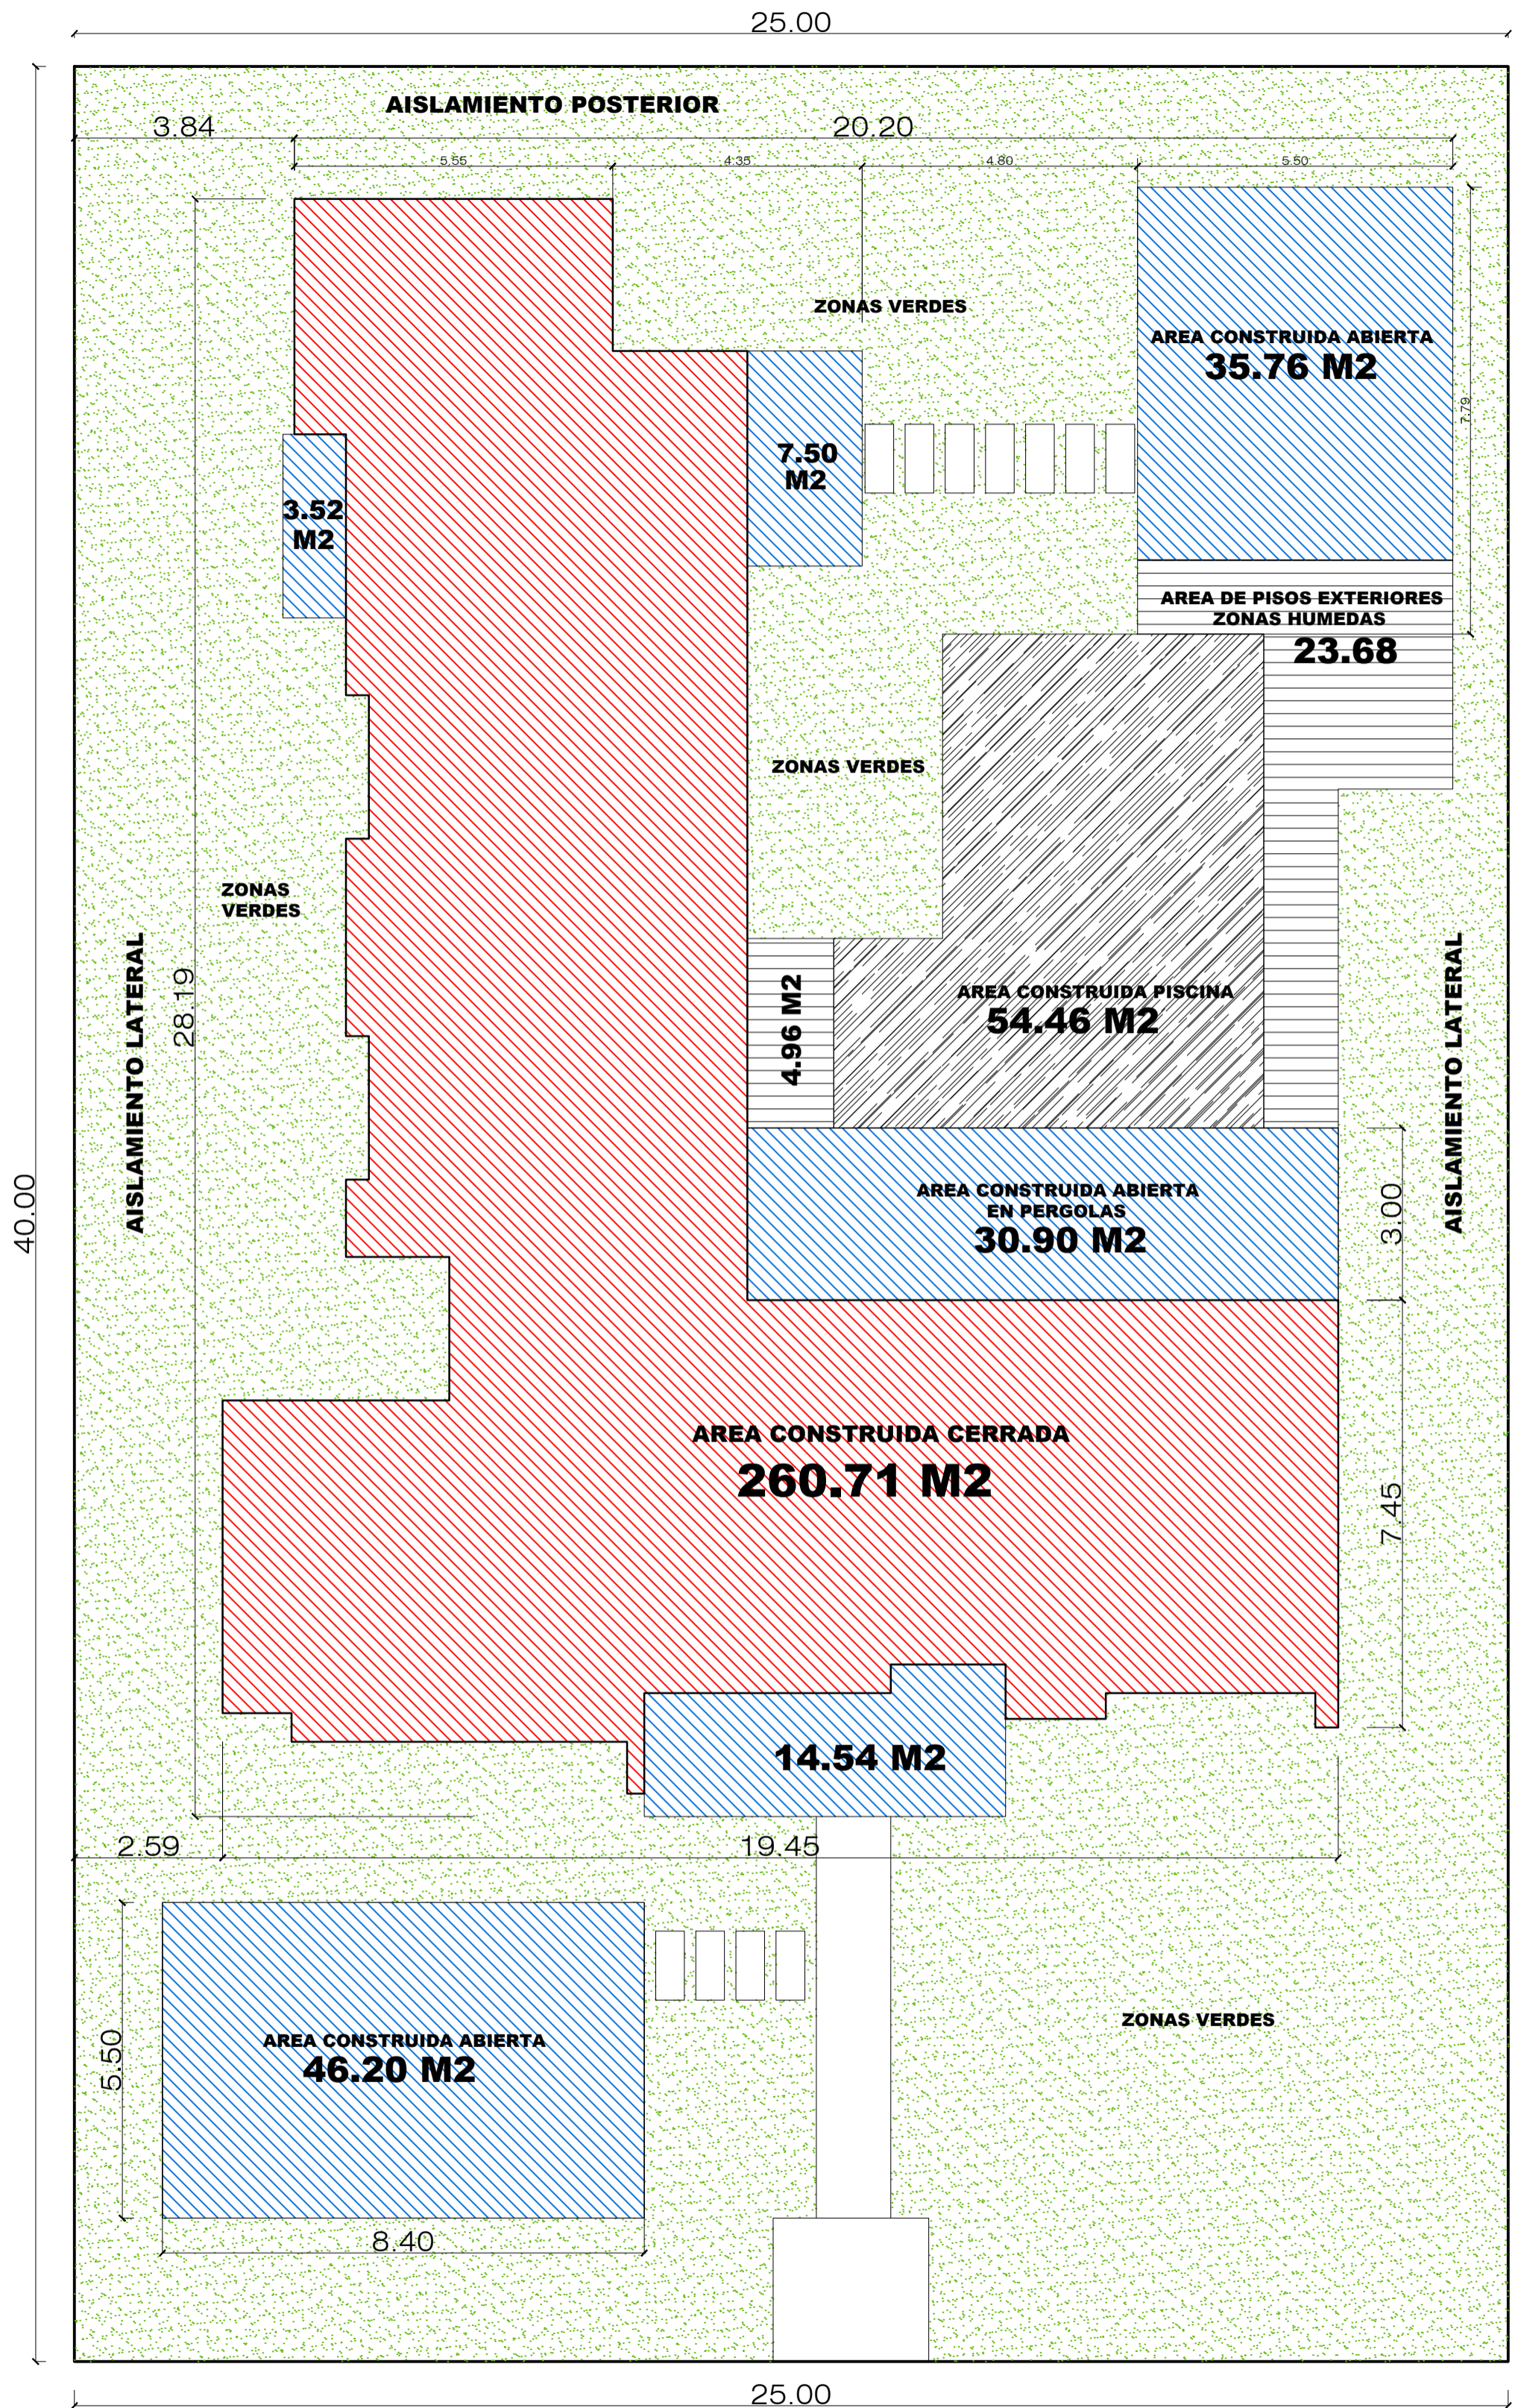 25.00
AISLAMIENTO POSTERIOR
3.84
20.20
5.55
4.35
4.80
5.50
ZONAS VERDES
AREA CONSTRUIDA ABIERTA
35.76 M2
7.79
7.50
M2
3.52
M2
AREA DE PISOS EXTERIORES
ZONAS HUMEDAS
23.68
ZONAS VERDES
ZONAS
VERDES
AISLAMIENTO LATERAL
28.19
4.96 M2
AREA CONSTRUIDA PISCINA
54.46 M2
AISLAMIENTO LATERAL
40.00
AREA CONSTRUIDA ABIERTA
EN PERGOLAS
30.90 M2
3.00
AREA CONSTRUIDA CERRADA
260.71 M2
7.45
14.54 M2
2.59
19.45
ZONAS VERDES
AREA CONSTRUIDA ABIERTA
46.20 M2
5.50
8.40
25.00